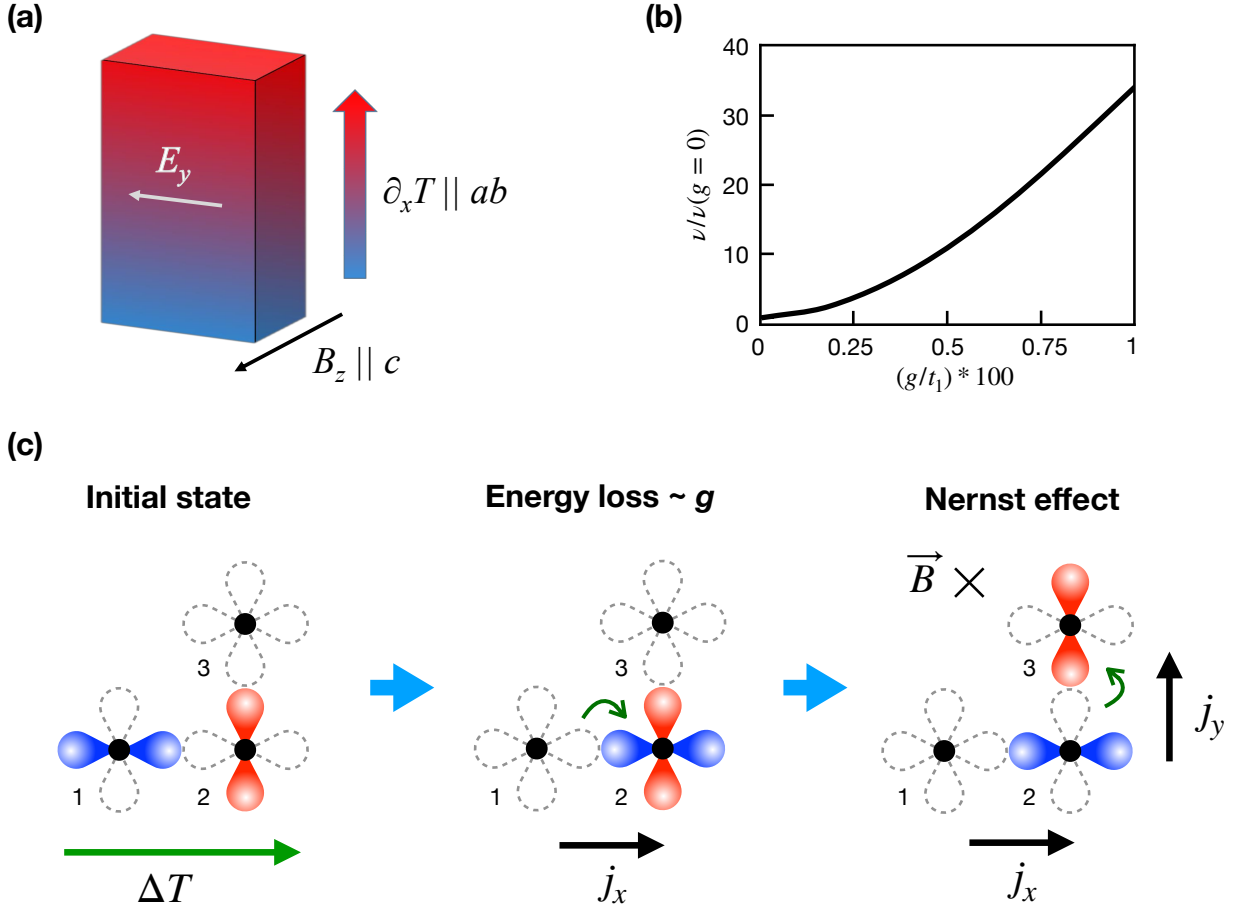 (a)
E_y
∂_x T || ab
B_z || c
(b)
ν/ν(g = 0)
40
30
20
10
0
0 0.25 0.5 0.75 1
(g/t_1) * 100
(c)
Initial state
3
1 2
ΔT
Energy loss ~ g
3
1 2
j_x
Nernst effect
B⃗ ×
3
1 2
j_y
j_x